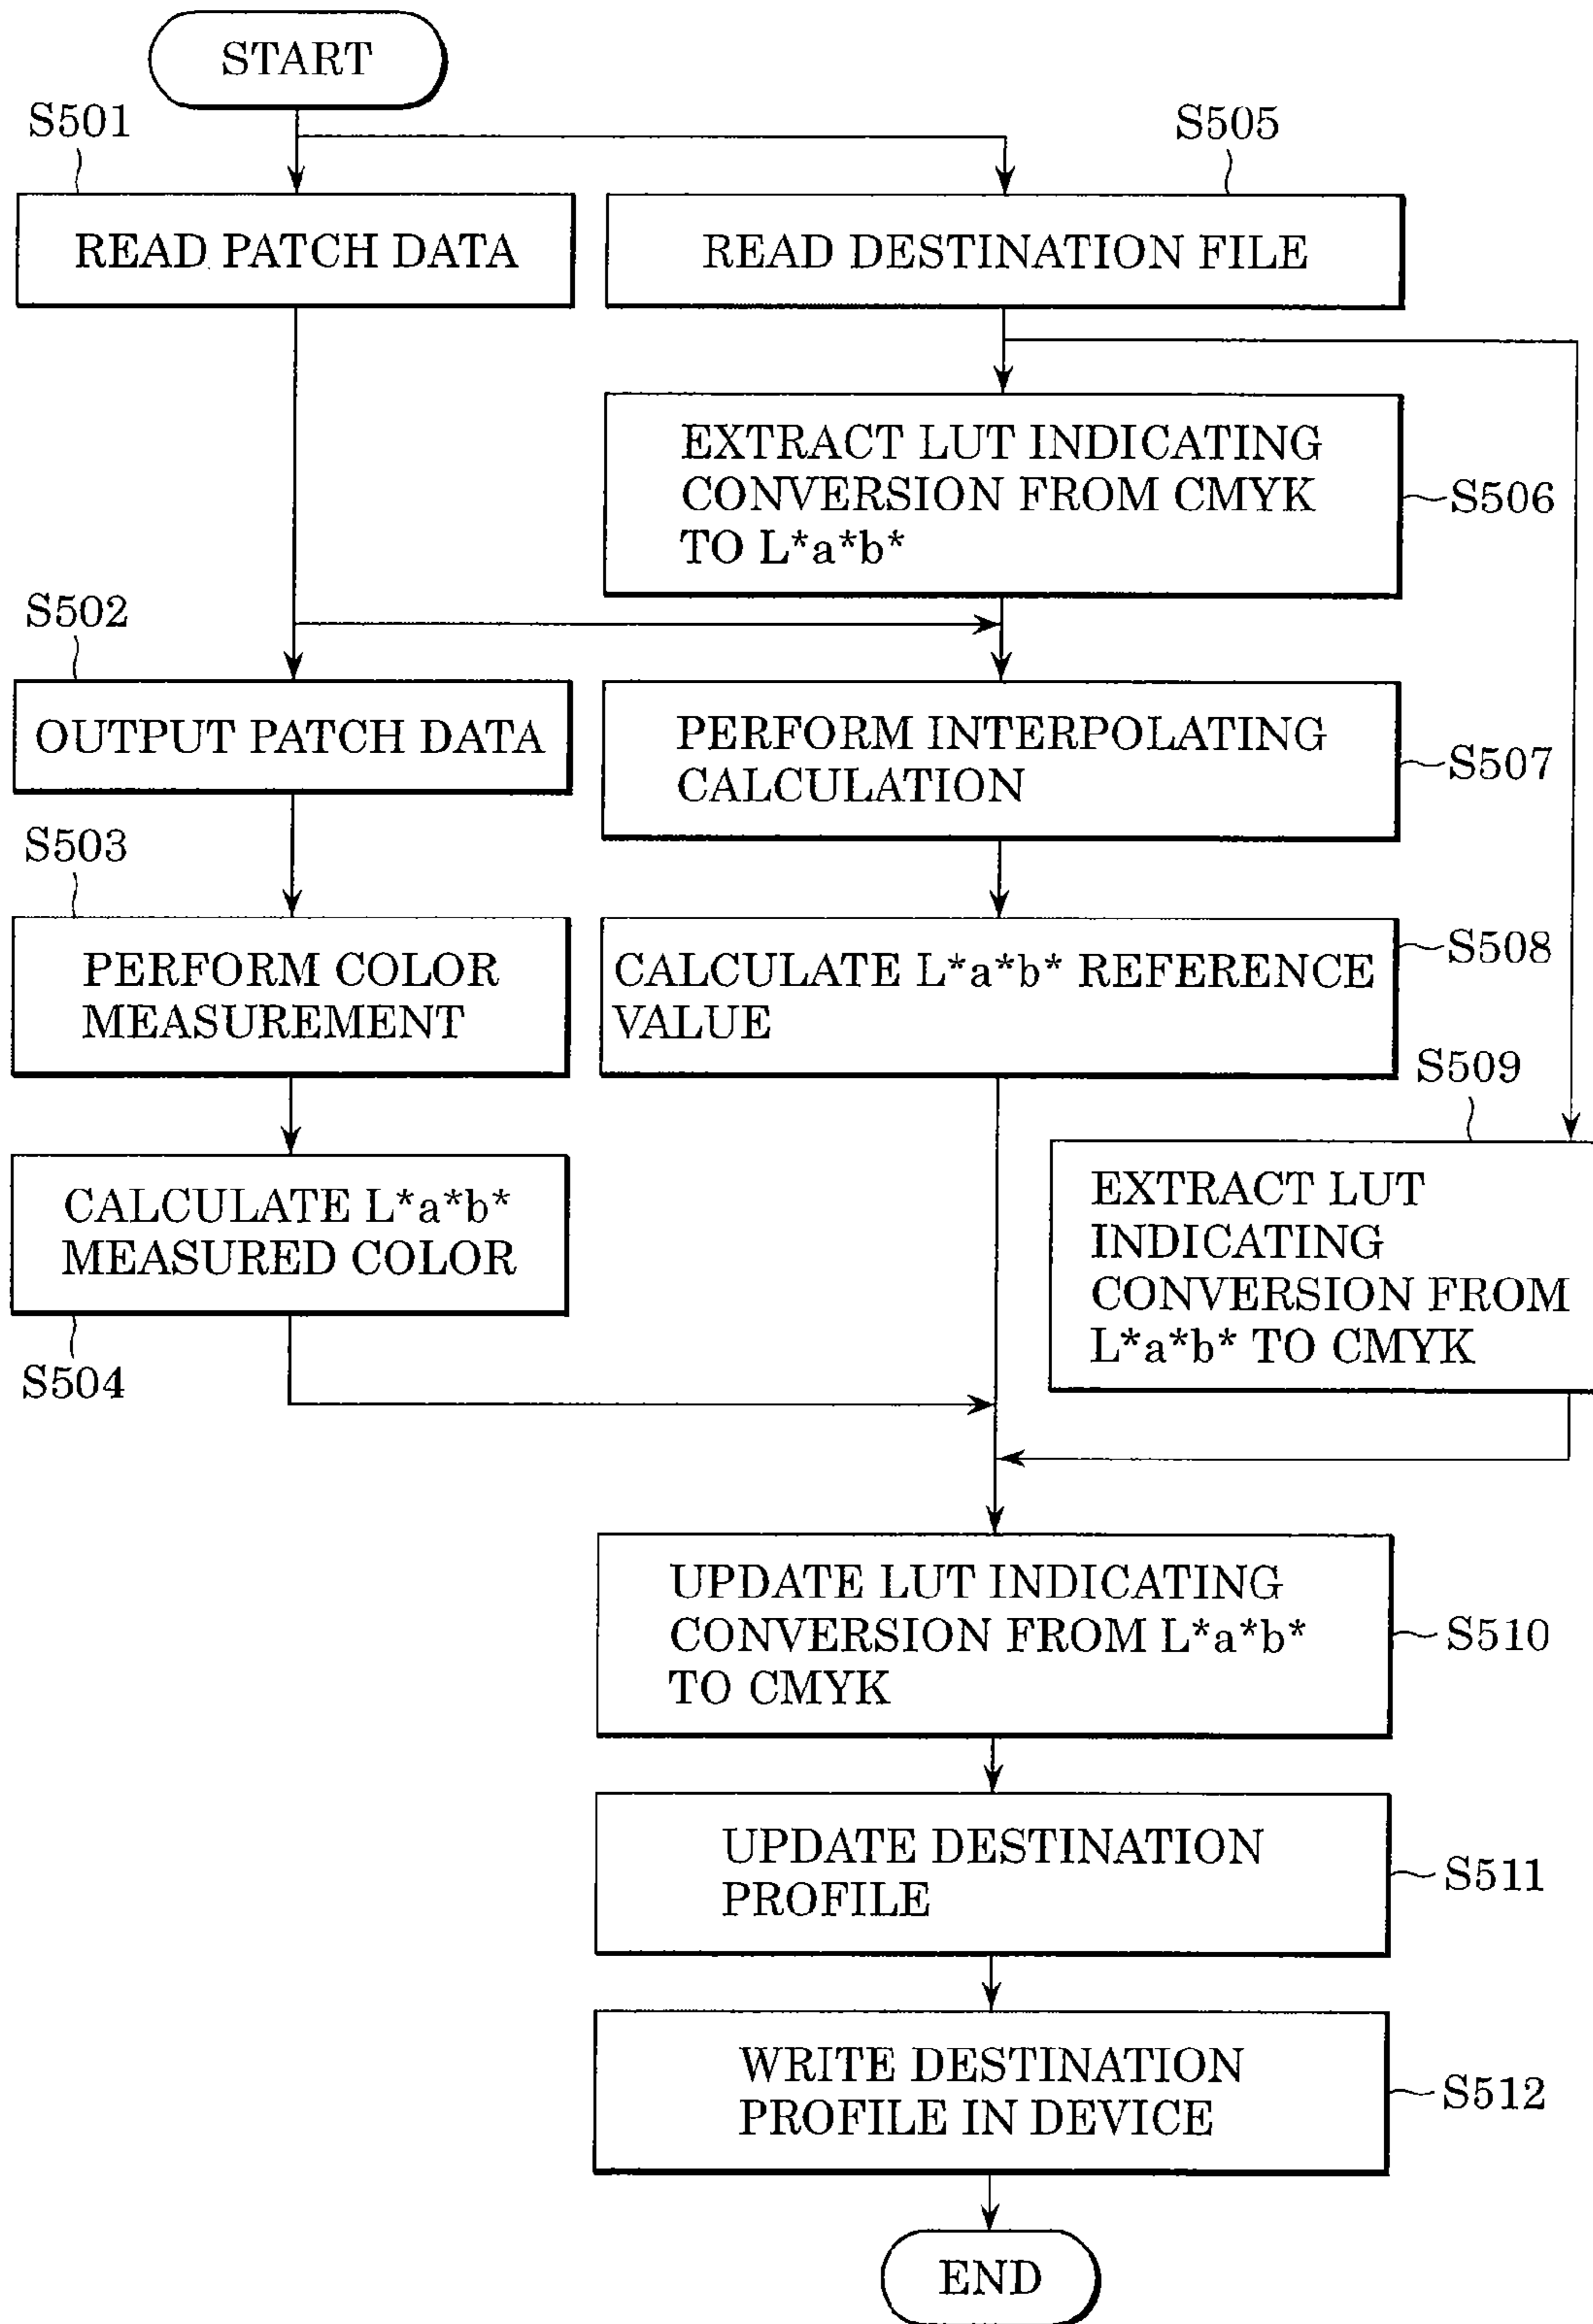 START
S501
S505
READ PATCH DATA
READ DESTINATION FILE
EXTRACT LUT INDICATING
CONVERSION FROM CMYK
TO L*a*b*
S506
S502
OUTPUT PATCH DATA
PERFORM INTERPOLATING
CALCULATION
S507
S503
PERFORM COLOR
MEASUREMENT
CALCULATE L*a*b* REFERENCE
VALUE
S508
S509
CALCULATE L*a*b*
MEASURED COLOR
S504
EXTRACT LUT
INDICATING
CONVERSION FROM
L*a*b* TO CMYK
UPDATE LUT INDICATING
CONVERSION FROM L*a*b*
TO CMYK
S510
UPDATE DESTINATION
PROFILE
S511
WRITE DESTINATION
PROFILE IN DEVICE
S512
END